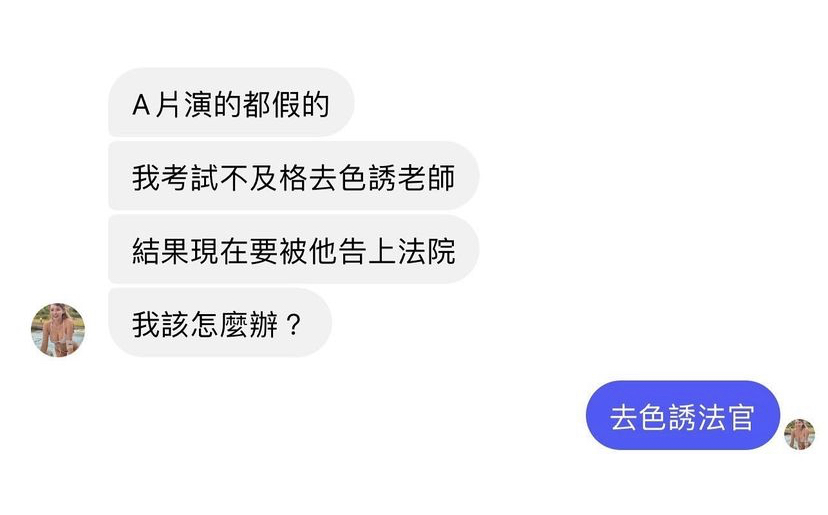 A片演的都假的
我考試不及格去色誘老師
結果現在要被他告上法院
我該怎麼辦？
去色誘法官